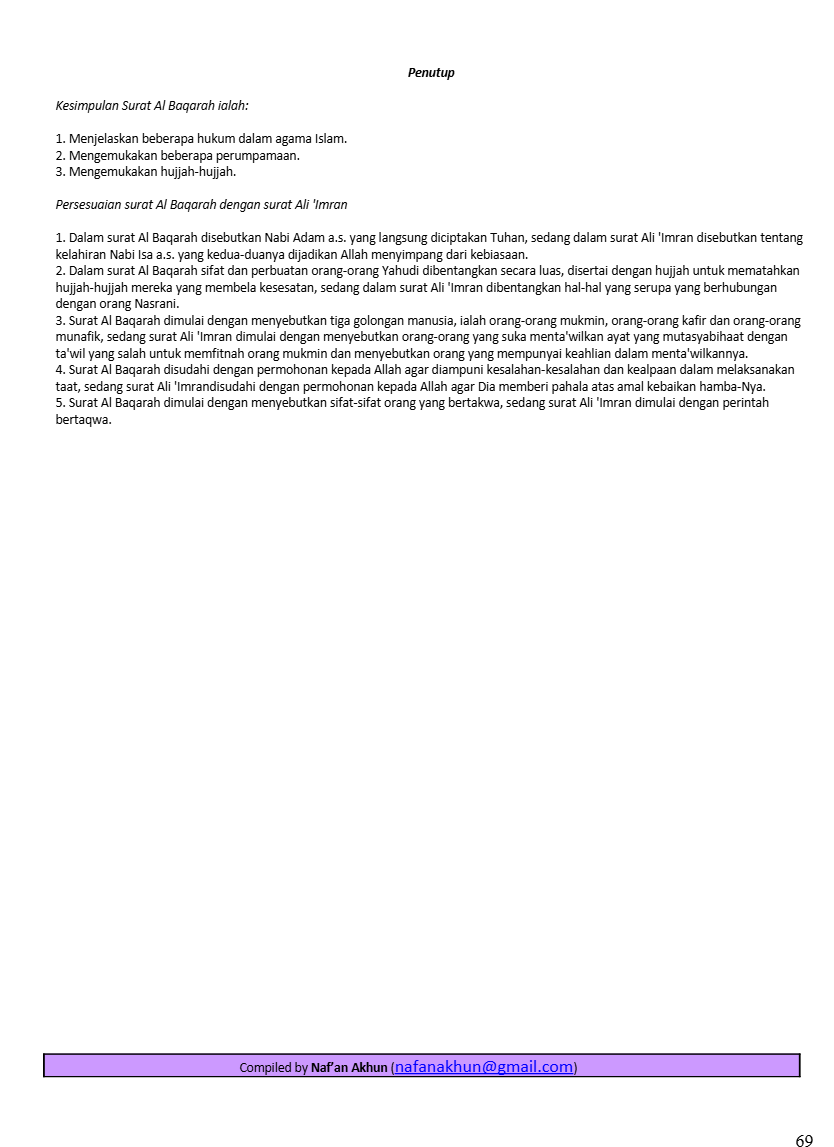 Penutup
Kesimpulan Surat Al Baqarah ialah:
1. Menjelaskan beberapa hukum dalam agama Islam.
2. Mengemukakan beberapa perumpamaan.
3. Mengemukakan hujjah-hujjah.
Persesuaian surat Al Baqarah dengan surat Ali 'Imran
1. Dalam surat Al Baqarah disebutkan Nabi Adam a.s. yang langsung diciptakan Tuhan, sedang dalam surat Ali 'Imran disebutkan tentang
kelahiran Nabi Isa a.s. yang kedua-duanya dijadikan Allah menyimpang dari kebiasaan.
2. Dalam surat Al Baqarah sifat dan perbuatan orang-orang Yahudi dibentangkan secara luas, disertai dengan hujjah untuk mematahkan
hujjah-hujjah mereka yang membela kesesatan, sedang dalam surat Ali 'Imran dibentangkan hal-hal yang serupa yang berhubungan
dengan orang Nasrani.
3. Surat Al Baqarah dimulai dengan menyebutkan tiga golongan manusia, ialah orang-orang mukmin, orang-orang kafir dan orang-orang
munafik, sedang surat Ali 'Imran dimulai dengan menyebutkan orang-orang yang suka menta'wilkan ayat yang mutasyabihaat dengan
ta'wil yang salah untuk memfitnah orang mukmin dan menyebutkan orang yang mempunyai keahlian dalam menta'wilkannya.
4. Surat Al Baqarah disudahi dengan permohonan kepada Allah agar diampuni kesalahan-kesalahan dan kealpaan dalam melaksanakan
taat, sedang surat Ali 'Imrandisudahi dengan permohonan kepada Allah agar Dia memberi pahala atas amal kebaikan hamba-Nya.
5. Surat Al Baqarah dimulai dengan menyebutkan sifat-sifat orang yang bertakwa, sedang surat Ali 'Imran dimulai dengan perintah
bertaqwa.
Compiled by Naf’an Akhun (nafanakhun@gmail.com)
69